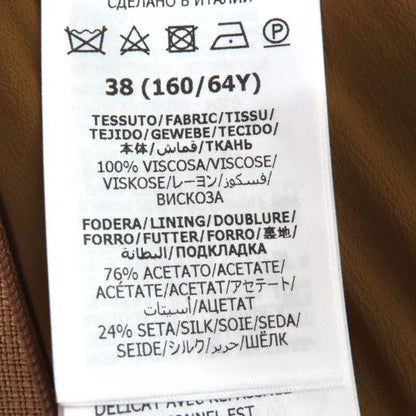 СДЕЛАНО В ИТАЛИИ
38 (160/64Y)
TESSUTO/FABRIC/TISSU/
TEJIDO/GEWEBE/TECIDO/
本体/قماش/ТКАНЬ
100% VISCOSA/VISCOSE/
VISKOSE/レーヨン/فسكوز/
ВИСКОЗА
FODERA/LINING/DOUBLURE/
FORRO/FUTTER/FORRO/裏地/
البطانة/ПОДКЛАДКА
76% ACETATO/ACETATE/
ACÉTATE/ACETAT/アセテート/
أسيتات/АЦЕТАТ
24% SETA/SILK/SOIE/SEDA/
SEIDE/シルク/حرير/ШЁЛК
DÉLICAT AVEC REPASSAGE